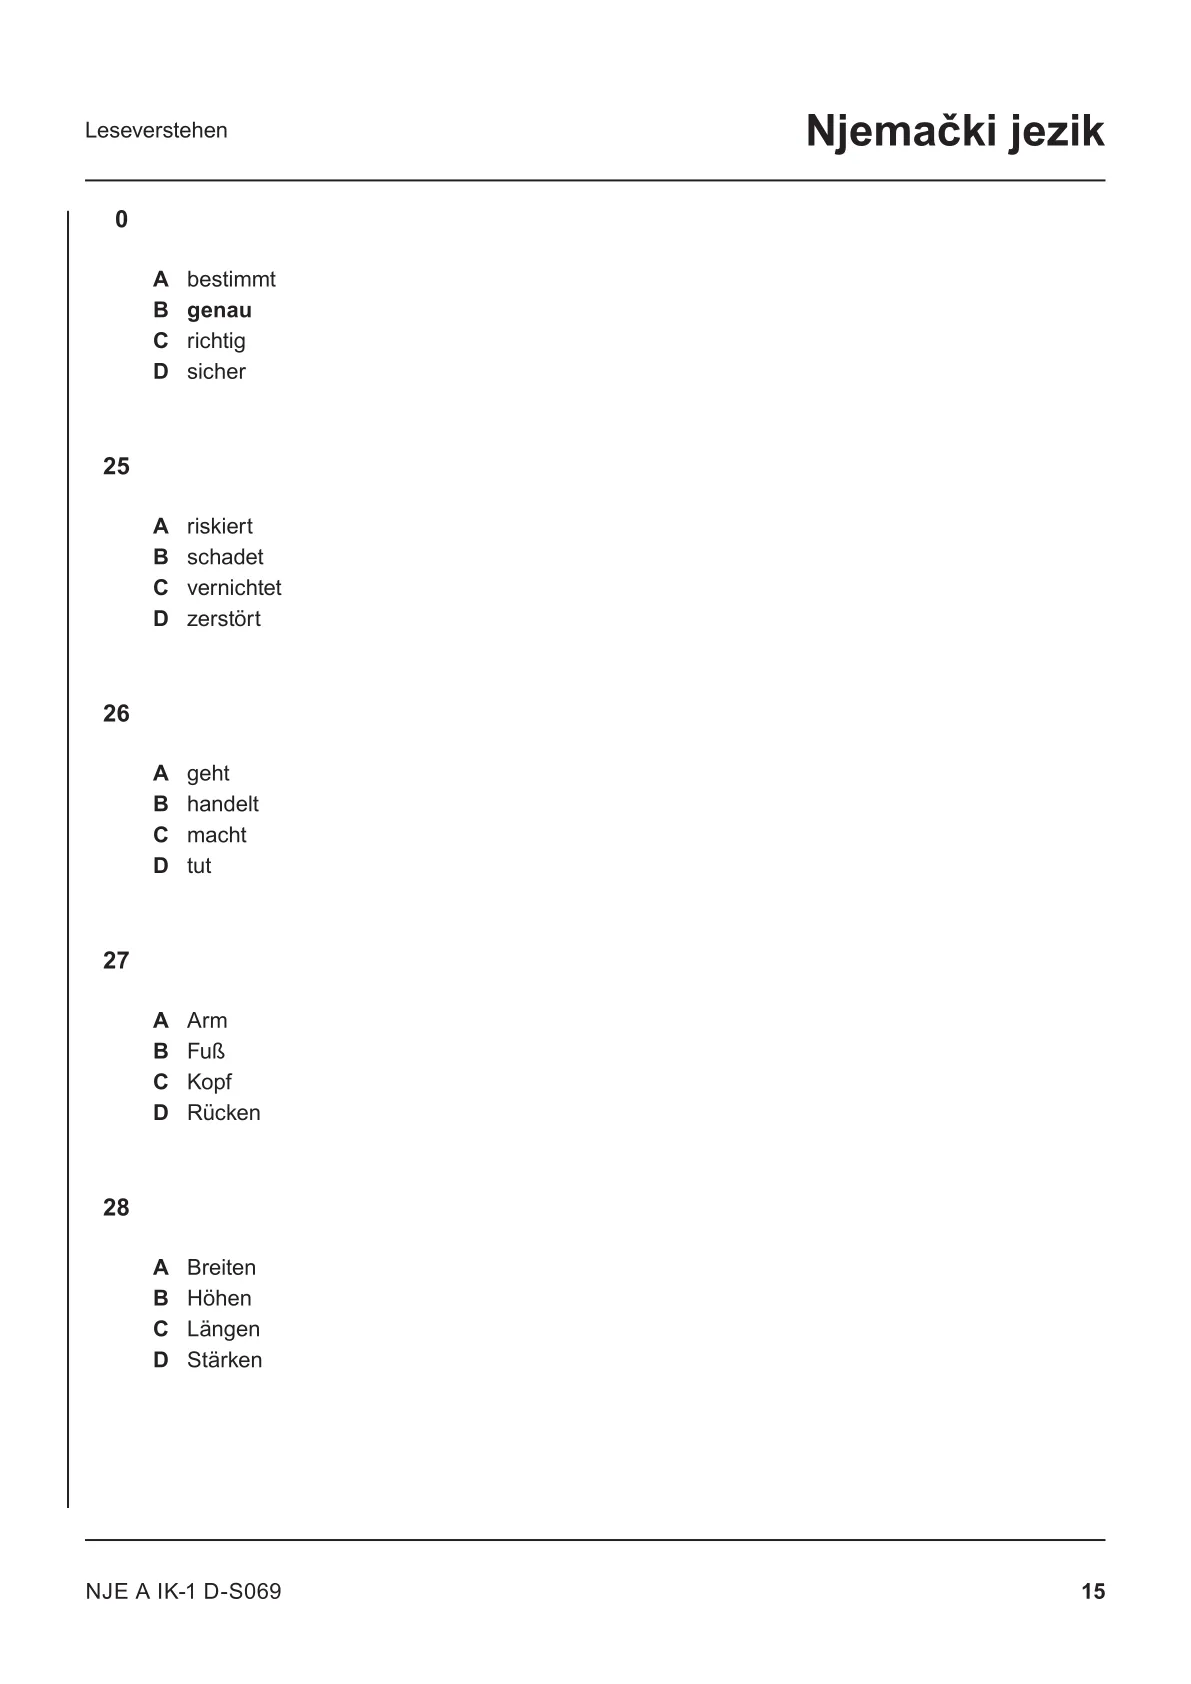 Leseverstehen
Njemački jezik
0
A bestimmt
B genau
C richtig
D sicher
25
A riskiert
B schadet
C vernichtet
D zerstört
26
A geht
B handelt
C macht
D tut
27
A Arm
B Fuß
C Kopf
D Rücken
28
A Breiten
B Höhen
C Längen
D Stärken
NJE A IK-1 D-S069
15